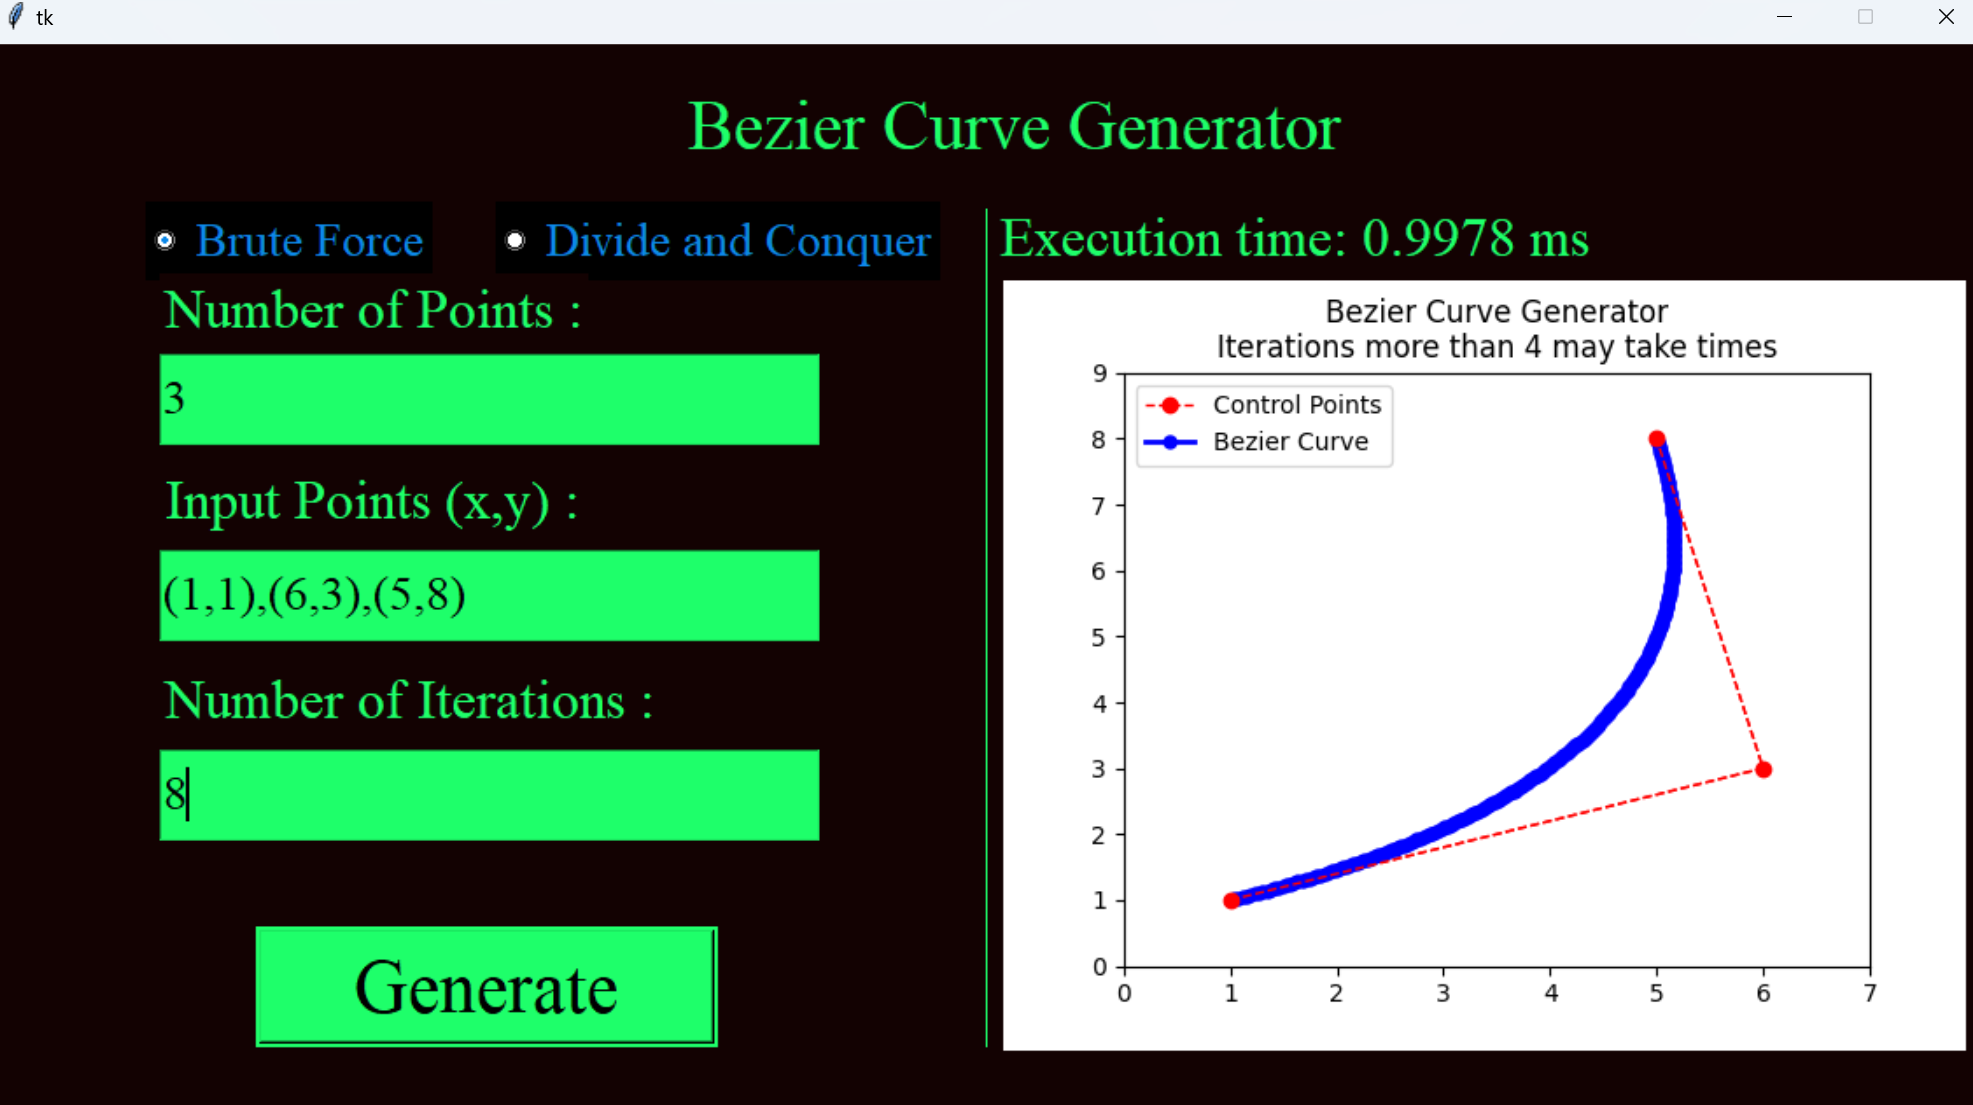 tk
Bezier Curve Generator
Brute Force
Divide and Conquer
Number of Points :
3
Input Points (x,y) :
(1,1),(6,3),(5,8)
Number of Iterations :
8
Generate
Execution time: 0.9978 ms
Bezier Curve Generator
Iterations more than 4 may take times
Control Points
Bezier Curve
9
8
7
6
5
4
3
2
1
0
0 1 2 3 4 5 6 7